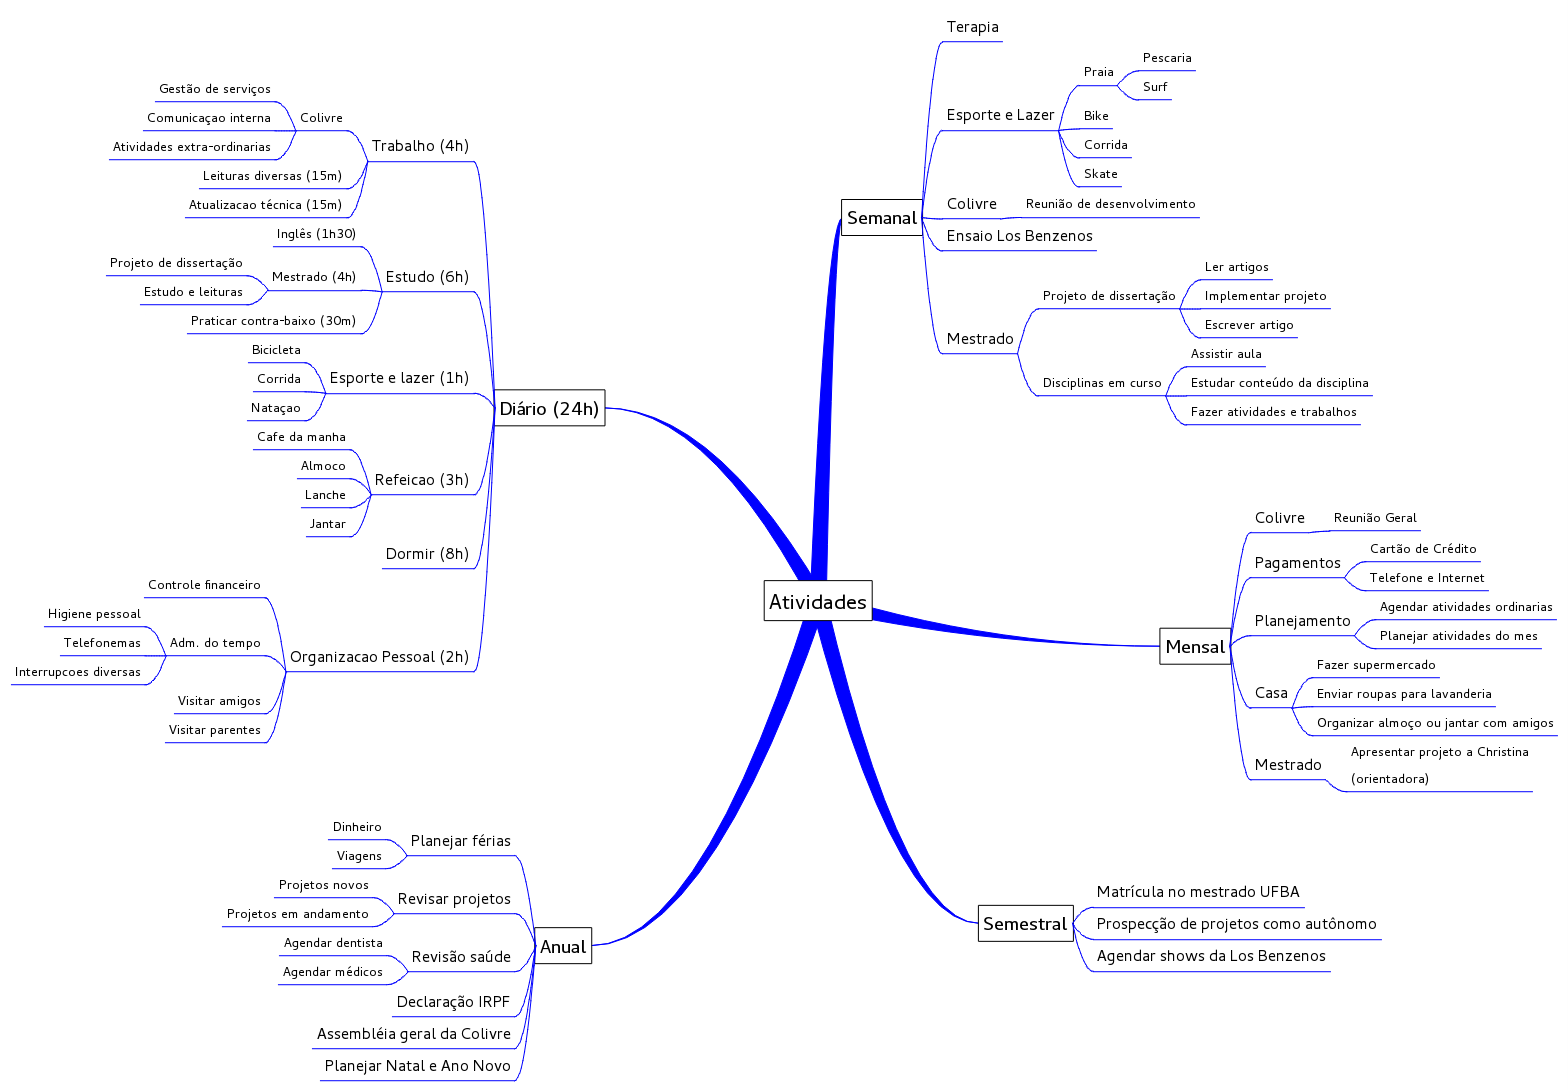 Atividades
Diário (24h)
Trabalho (4h)
Colivre
Gestão de serviços
Comunicaçao interna
Atividades extra-ordinarias
Leituras diversas (15m)
Atualizacao técnica (15m)
Estudo (6h)
Inglês (1h30)
Mestrado (4h)
Projeto de dissertação
Estudo e leituras
Praticar contra-baixo (30m)
Esporte e lazer (1h)
Bicicleta
Corrida
Nataçao
Refeicao (3h)
Cafe da manha
Almoco
Lanche
Jantar
Dormir (8h)
Organizacao Pessoal (2h)
Controle financeiro
Adm. do tempo
Higiene pessoal
Telefonemas
Interrupcoes diversas
Visitar amigos
Visitar parentes
Semanal
Terapia
Esporte e Lazer
Praia
Pescaria
Surf
Bike
Corrida
Skate
Colivre
Reunião de desenvolvimento
Ensaio Los Benzenos
Mestrado
Projeto de dissertação
Ler artigos
Implementar projeto
Escrever artigo
Disciplinas em curso
Assistir aula
Estudar conteúdo da disciplina
Fazer atividades e trabalhos
Mensal
Colivre
Reunião Geral
Pagamentos
Cartão de Crédito
Telefone e Internet
Planejamento
Agendar atividades ordinarias
Planejar atividades do mes
Casa
Fazer supermercado
Enviar roupas para lavanderia
Organizar almoço ou jantar com amigos
Mestrado
Apresentar projeto a Christina
(orientadora)
Semestral
Matrícula no mestrado UFBA
Prospecção de projetos como autônomo
Agendar shows da Los Benzenos
Anual
Planejar férias
Dinheiro
Viagens
Revisar projetos
Projetos novos
Projetos em andamento
Revisão saúde
Agendar dentista
Agendar médicos
Declaração IRPF
Assembléia geral da Colivre
Planejar Natal e Ano Novo